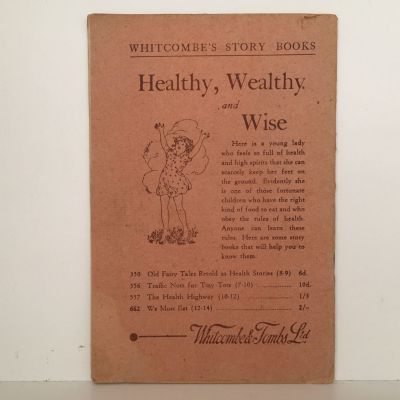 WHITCOMBE'S STORY BOOKS
Healthy, Wealthy
and
Wise
Here is a young lady
who feels so full of health
and high spirits that she can
scarcely keep her feet on
the ground. Evidently she
is one of those fortunate
children who have the right
kind of food to eat and who
obey the rules of health.
Anyone can learn these
rules. Here are some story
books that will help you to
know them.
350 Old Fairy Tales Retold as Health Stories (8-9) 6d.
556 Traffic Nots for Tiny Tots (7-10) 10d.
557 The Health Highway (10-12) 1/3
662 We Must Eat (12-14) 2/-
Whitcombe & Tombs Ltd